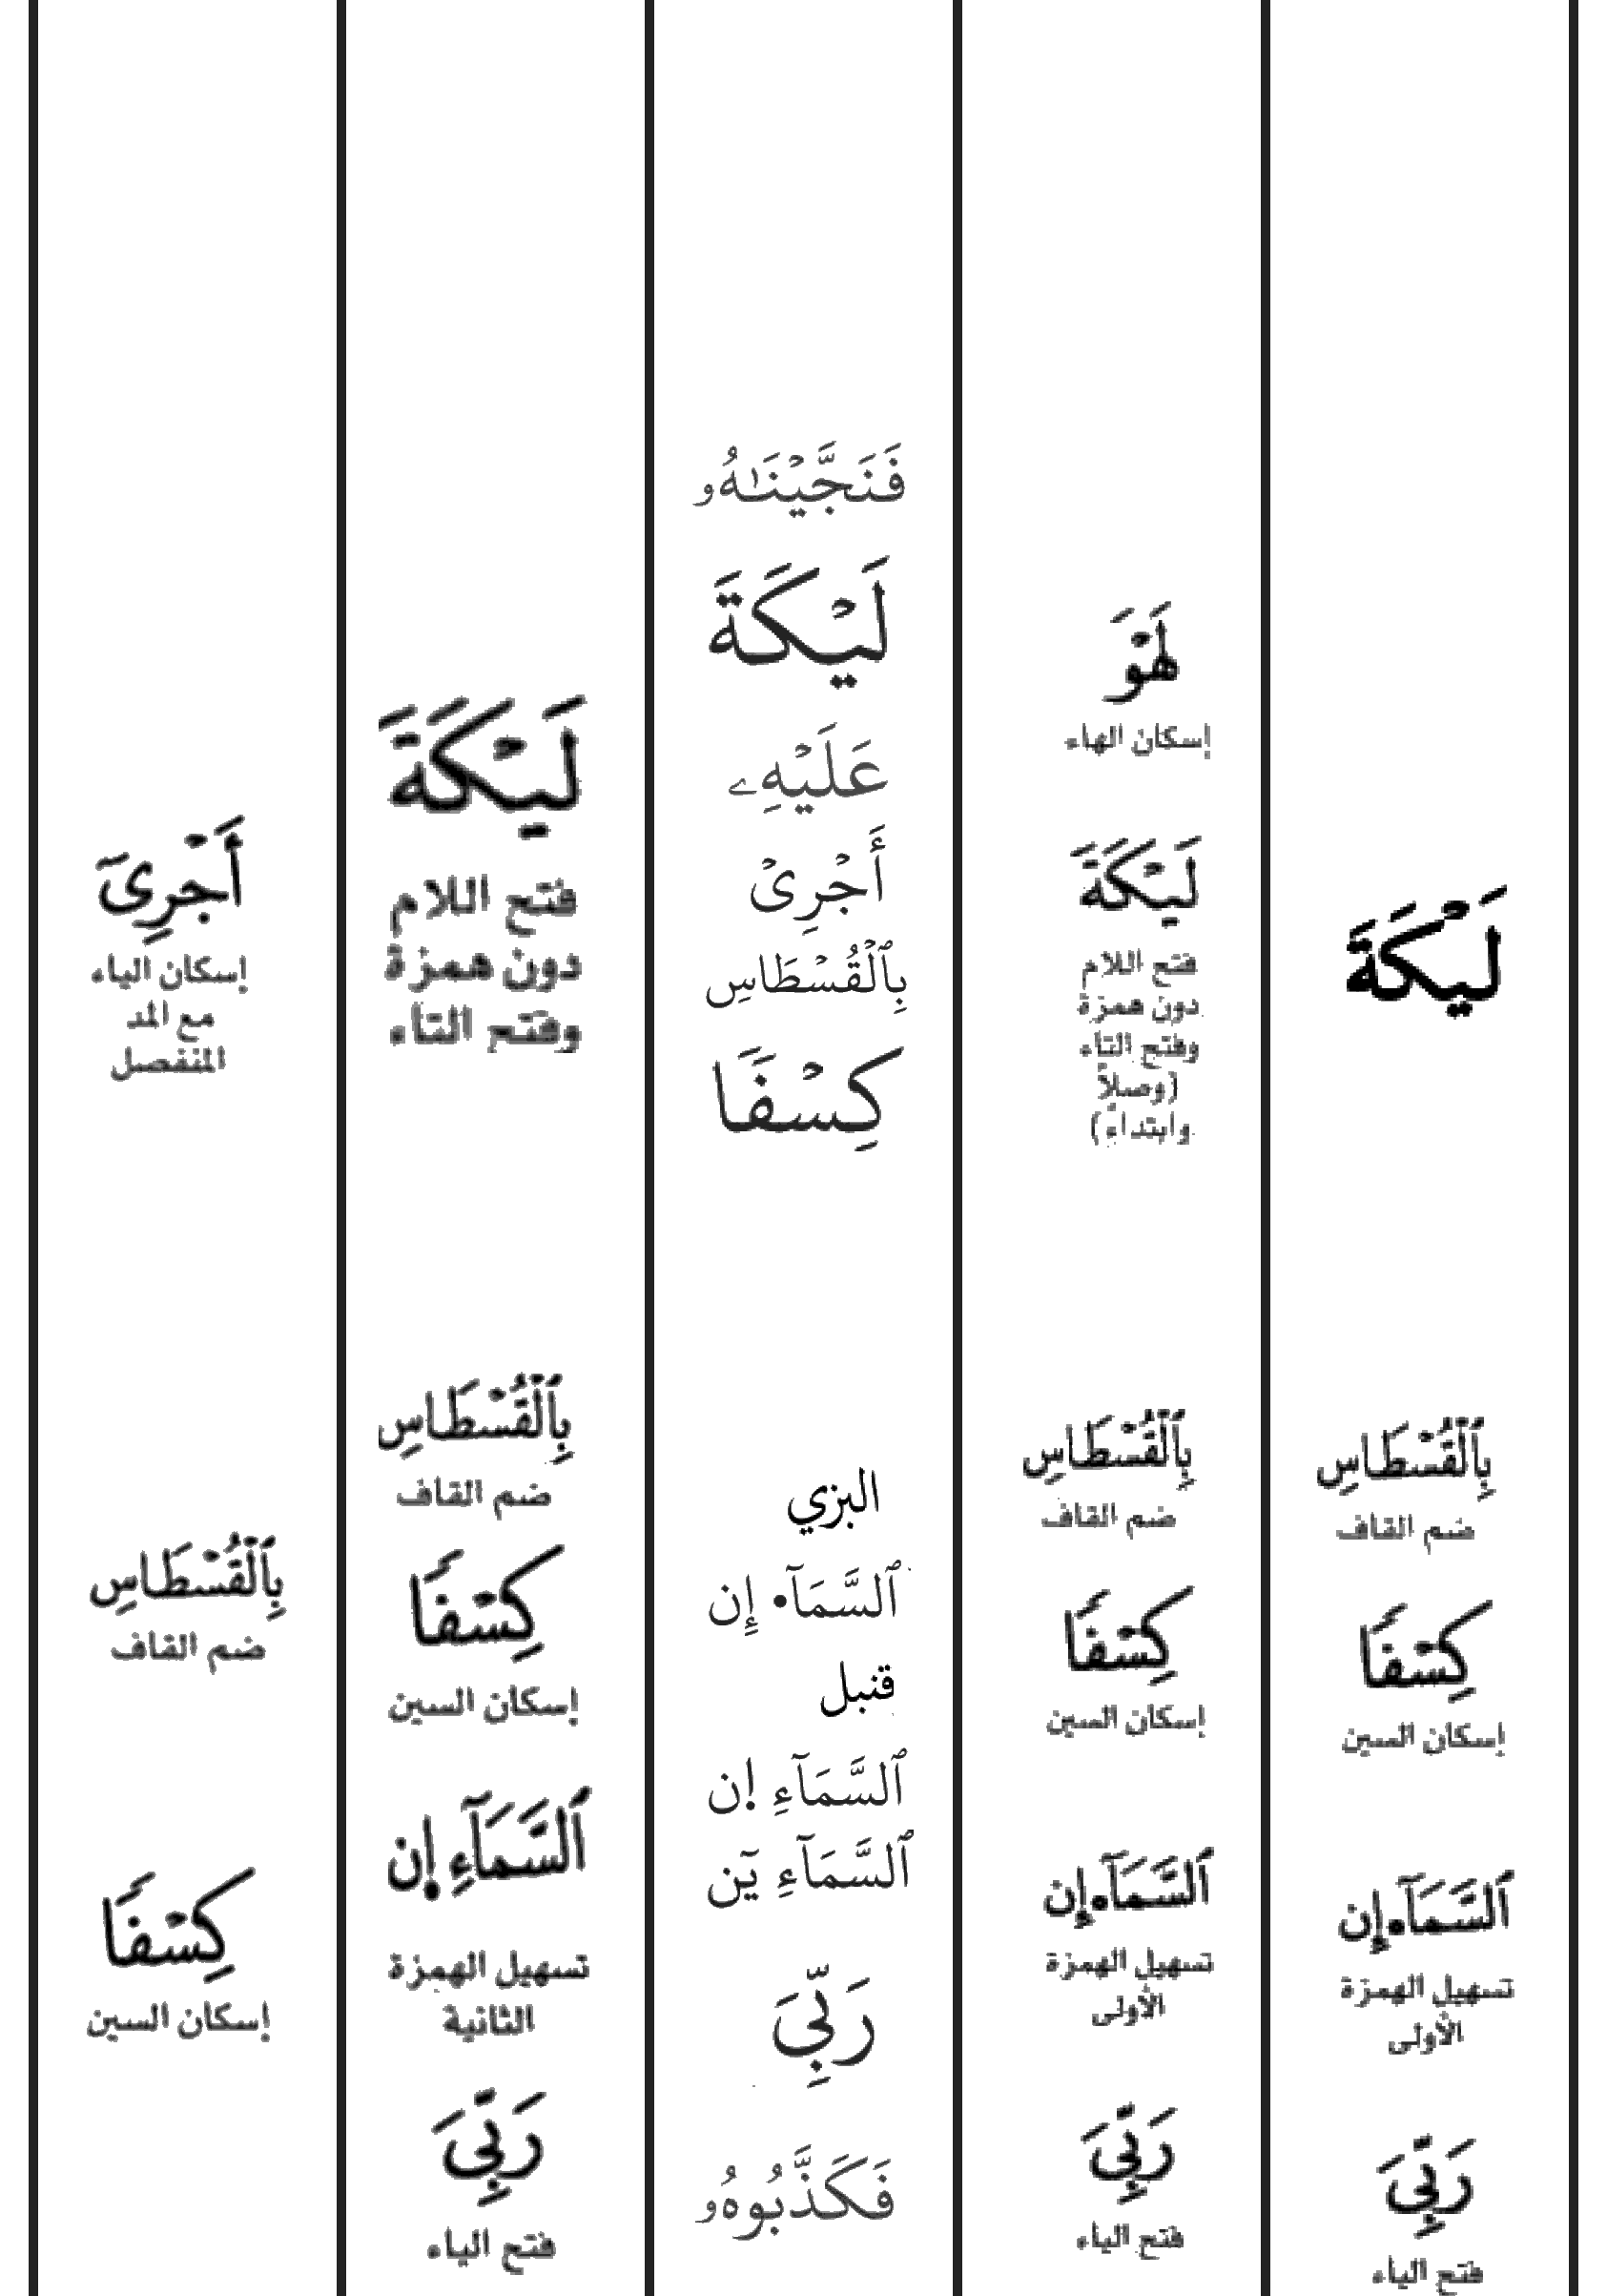 لَيۡكَةَ
بِٱلۡقُسۡطَاسِ
ضم القاف
كِسۡفٗا
إسكان السين
ٱلسَّمَآ•إِن
تسهيل الهمزة
الأولى
رَبِّيَ
فتح الياء
لَهۡوَ
إسكان الهاء
لَيۡكَةَ
فتح اللام
دون همزة
وفتح التاء
(وصلاً
وابتداءً)
بِٱلۡقُسۡطَاسِ
ضم القاف
كِسۡفٗا
إسكان السين
ٱلسَّمَآ•إِن
تسهيل الهمزة
الأولى
رَبِّيَ
فتح الياء
فَنَجَّيۡنَٰهُۥ
لَيۡكَةَ
عَلَيۡهِۦ
أَجۡرِيۡ
بِٱلۡقُسۡطَاسِ
كِسۡفٗا
البزي
ٱلسَّمَآ• إِن
قنبل
ٱلسَّمَآءِ ا۪ن
ٱلسَّمَآءِ يٓن
رَبِّيَ
فَكَذَّبُوهُۥ
لَيۡكَةَ
فتح اللام
دون همزة
وفتح التاء
بِٱلۡقُسۡطَاسِ
ضم القاف
كِسۡفٗا
إسكان السين
ٱلسَّمَآءِ ا۪ن
تسهيل الهمزة
الثانية
رَبِّيَ
فتح الياء
أَجۡرِيٓ
إسكان الياء
مع المد
المنفصل
بِٱلۡقُسۡطَاسِ
ضم القاف
كِسۡفٗا
إسكان السين